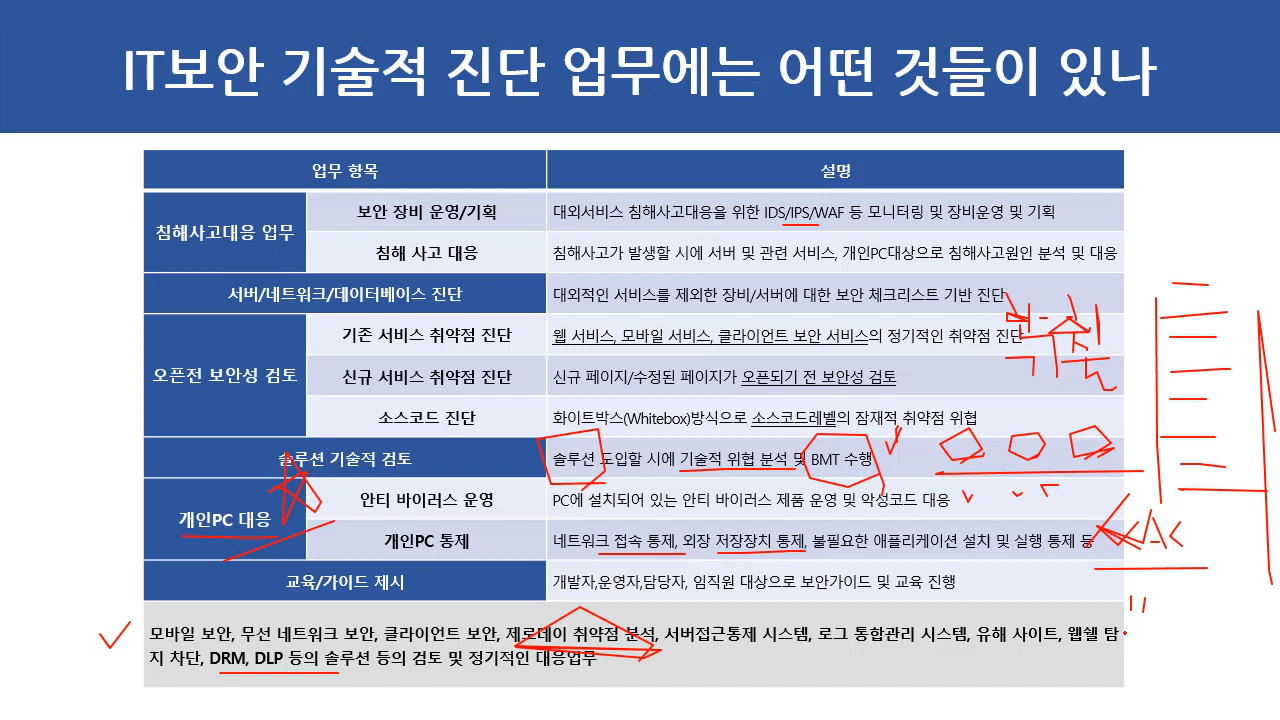 IT보안 기술적 진단 업무에는 어떤 것들이 있나
업무 항목 설명
침해사고대응 업무
보안 장비 운영/기획 대외서비스 침해사고대응을 위한 IDS/IPS/WAF 등 모니터링 및 장비운영 및 기획
침해 사고 대응 침해사고가 발생할 시에 서버 및 관련 서비스, 개인PC대상으로 침해사고원인 분석 및 대응
서버/네트워크/데이터베이스 진단 대외적인 서비스를 제외한 장비/서버에 대한 보안 체크리스트 기반 진단
오픈전 보안성 검토
기존 서비스 취약점 진단 웹 서비스, 모바일 서비스, 클라이언트 보안 서비스의 정기적인 취약점 진단
신규 서비스 취약점 진단 신규 페이지/수정된 페이지가 오픈되기 전 보안성 검토
소스코드 진단 화이트박스(Whitebox)방식으로 소스코드레벨의 잠재적 취약점 위협
솔루션 기술적 검토 솔루션 도입할 시에 기술적 위협 분석 및 BMT 수행
개인PC 대응
안티 바이러스 운영 PC에 설치되어 있는 안티 바이러스 제품 운영 및 악성코드 대응
개인PC 통제 네트워크 접속 통제, 외장 저장장치 통제, 불필요한 애플리케이션 설치 및 실행 통제 등
교육/가이드 제시 개발자,운영자,담당자, 임직원 대상으로 보안가이드 및 교육 진행
모바일 보안, 무선 네트워크 보안, 클라이언트 보안, 제로데이 취약점 분석, 서버접근통제 시스템, 로그 통합관리 시스템, 유해 사이트, 웹쉘 탐
지 차단, DRM, DLP 등의 솔루션 등의 검토 및 정기적인 대응업무